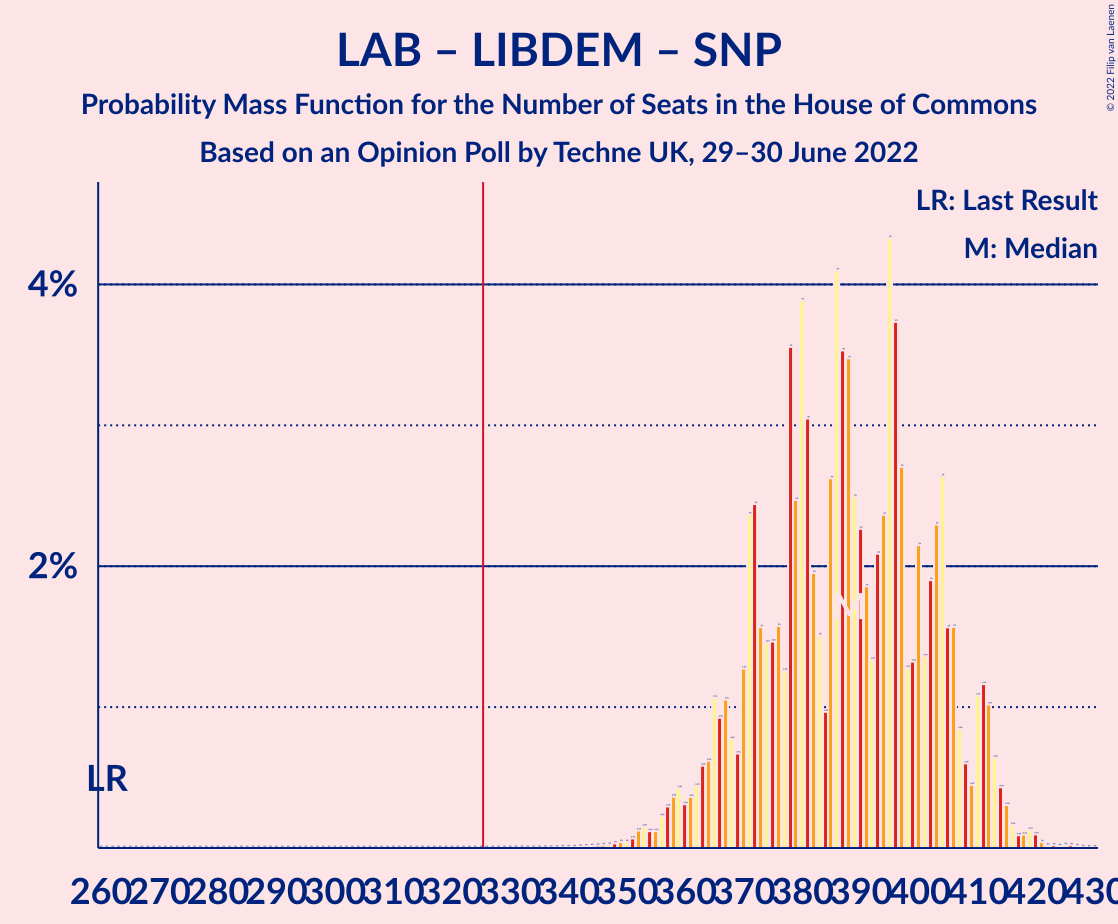 LAB – LIBDEM – SNP
Probability Mass Function for the Number of Seats in the House of Commons
Based on an Opinion Poll by Techne UK, 29–30 June 2022
© 2022 Filip van Laenen
LR: Last Result
M: Median
4%
2%
LR
M
260 270 280 290 300 310 320 330 340 350 360 370 380 390 400 410 420 430